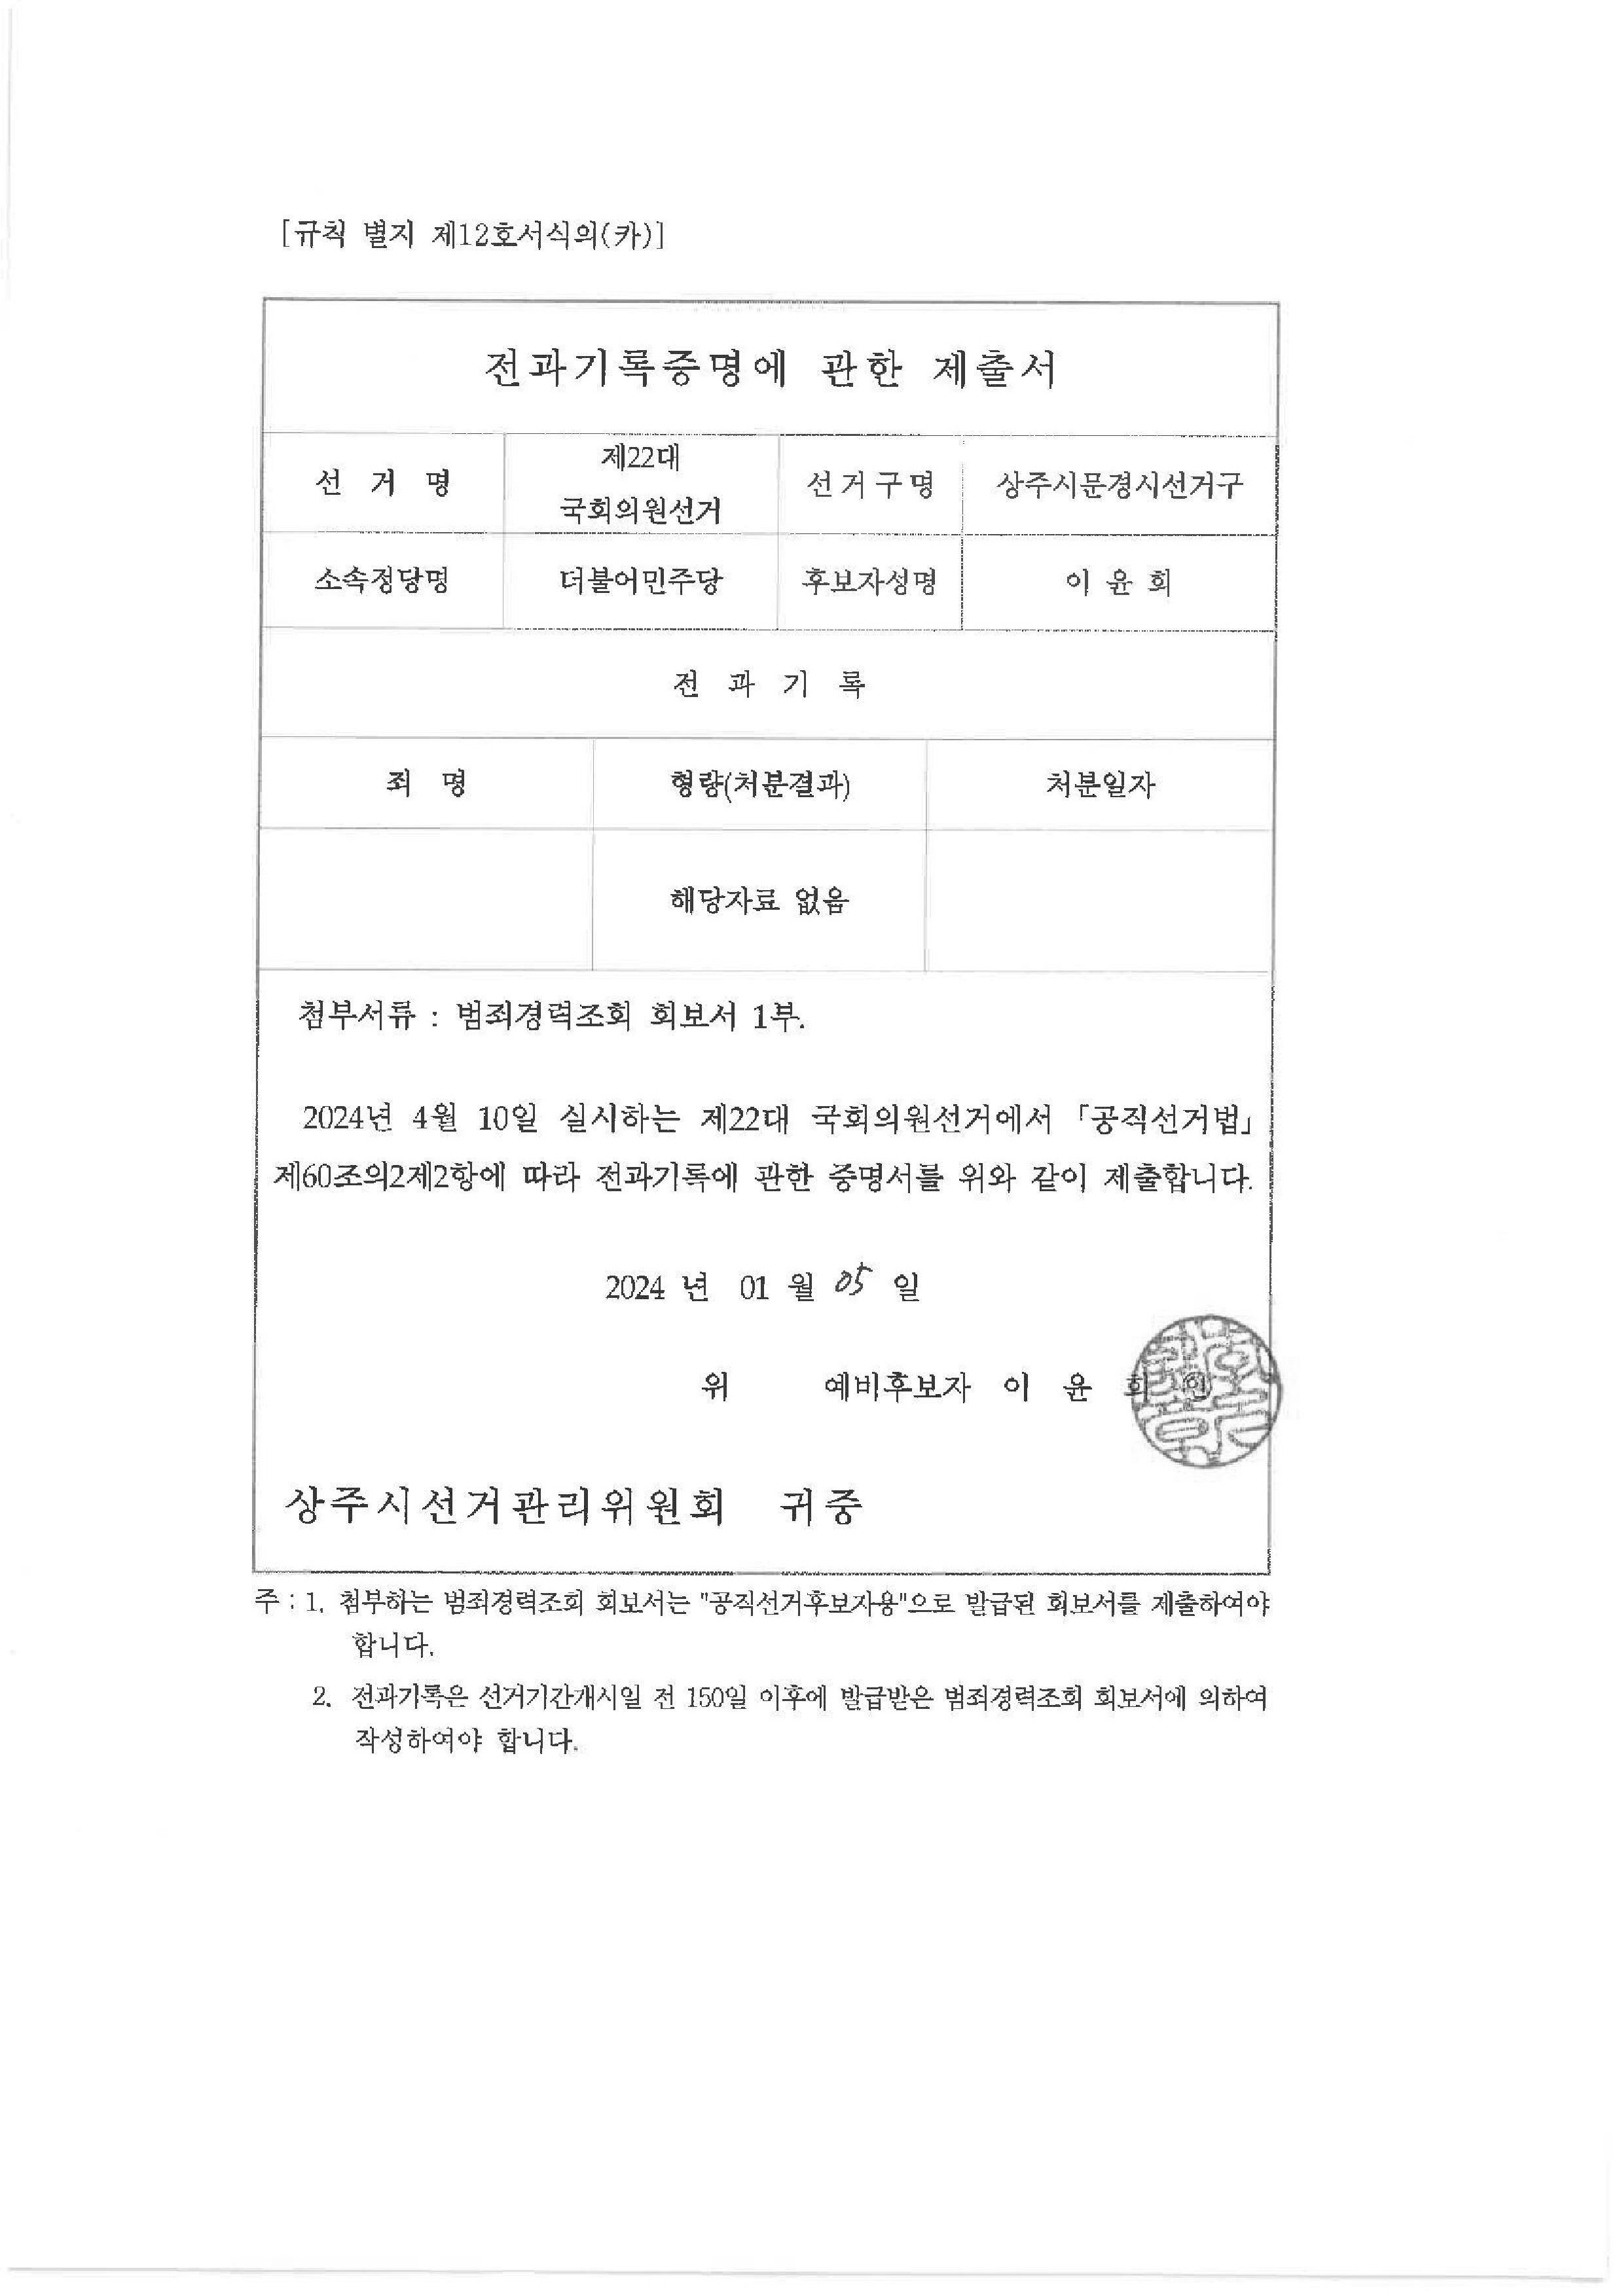 [규칙 별지 제12호서식의(카)]
전과기록증명에 관한 제출서
선 거 명
제22대
국회의원선거
선거구명
상주시문경시선거구
소속정당명
더불어민주당
후보자성명
이 윤 희
전 과 기 록
죄 명
형량(처분결과)
처분일자
해당자료 없음
첨부서류 : 범죄경력조회 회보서 1부.
2024년 4월 10일 실시하는 제22대 국회의원선거에서 「공직선거법」
제60조의2제2항에 따라 전과기록에 관한 증명서를 위와 같이 제출합니다.
2024 년 01 월 05 일
위 예비후보자 이 윤 희 인
상주시선거관리위원회 귀중
주 : 1. 첨부하는 범죄경력조회 회보서는 "공직선거후보자용"으로 발급된 회보서를 제출하여야
합니다.
2. 전과기록은 선거기간개시일 전 150일 이후에 발급받은 범죄경력조회 회보서에 의하여
작성하여야 합니다.